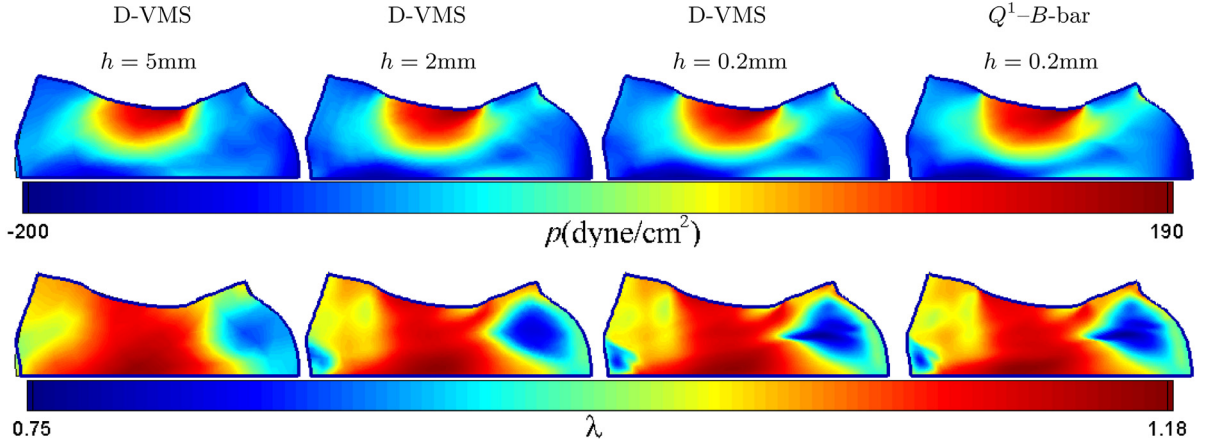 D-VMS D-VMS D-VMS Q¹–B-bar
h = 5mm h = 2mm h = 0.2mm h = 0.2mm
-200 p(dyne/cm²) 190
0.75 λ 1.18